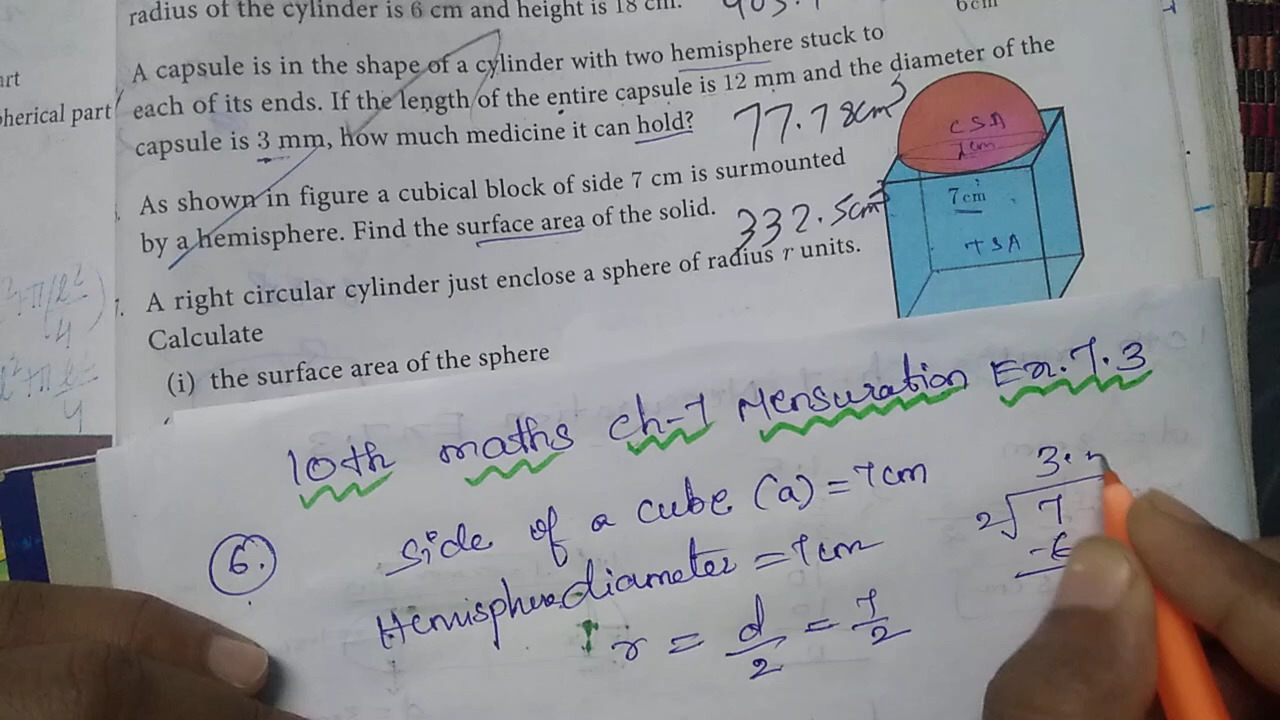 radius of the cylinder is 6 cm and height is 18 cm.
6cm
art
A capsule is in the shape of a cylinder with two hemisphere stuck to
pherical part
each of its ends. If the length of the entire capsule is 12 mm and the diameter of the
capsule is 3 mm, how much medicine it can hold? 77.78cm³
CSA
7cm
As shown in figure a cubical block of side 7 cm is surmounted
7cm
by a hemisphere. Find the surface area of the solid. 332.5cm²
TSA
7. A right circular cylinder just enclose a sphere of radius r units.
Calculate
(i) the surface area of the sphere
10th maths ch-7 Mensuration Ex.7.3
6. Side of a cube (a) = 7cm
Hemisphere diameter = 7cm
r = d/2 = 7/2
3.
2 7
-6